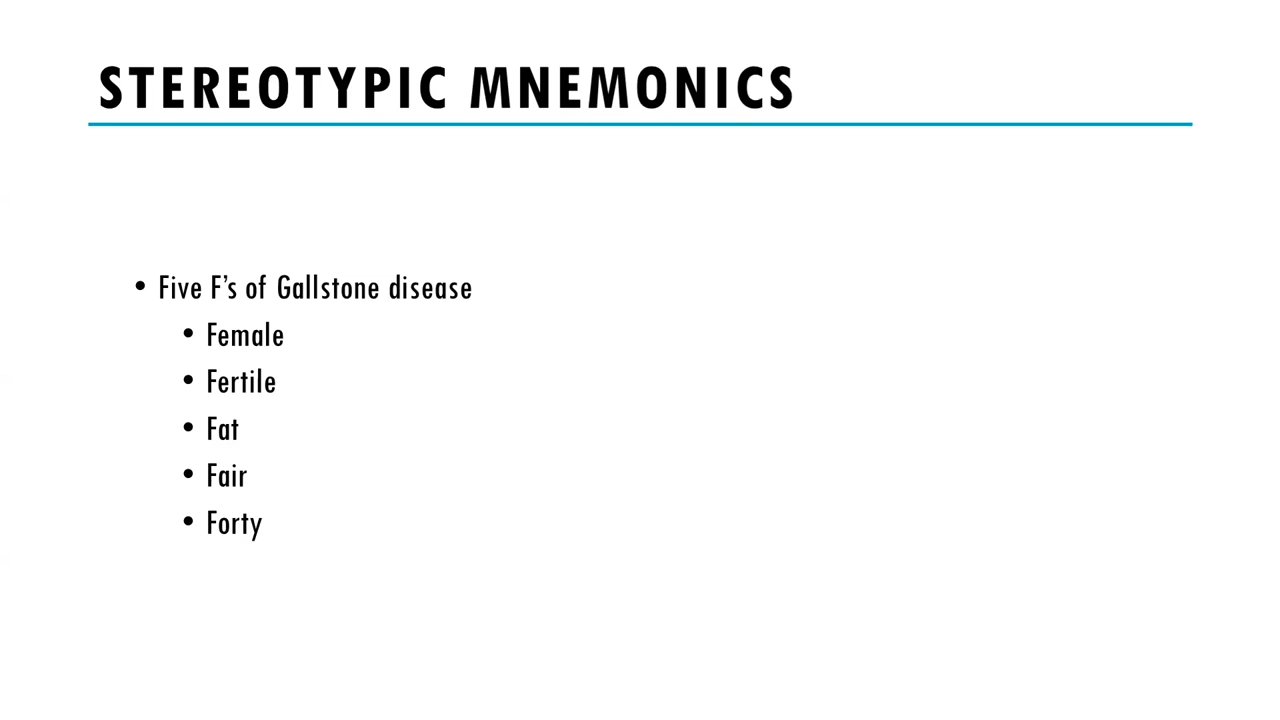 STEREOTYPIC MNEMONICS
• Five F’s of Gallstone disease
• Female
• Fertile
• Fat
• Fair
• Forty